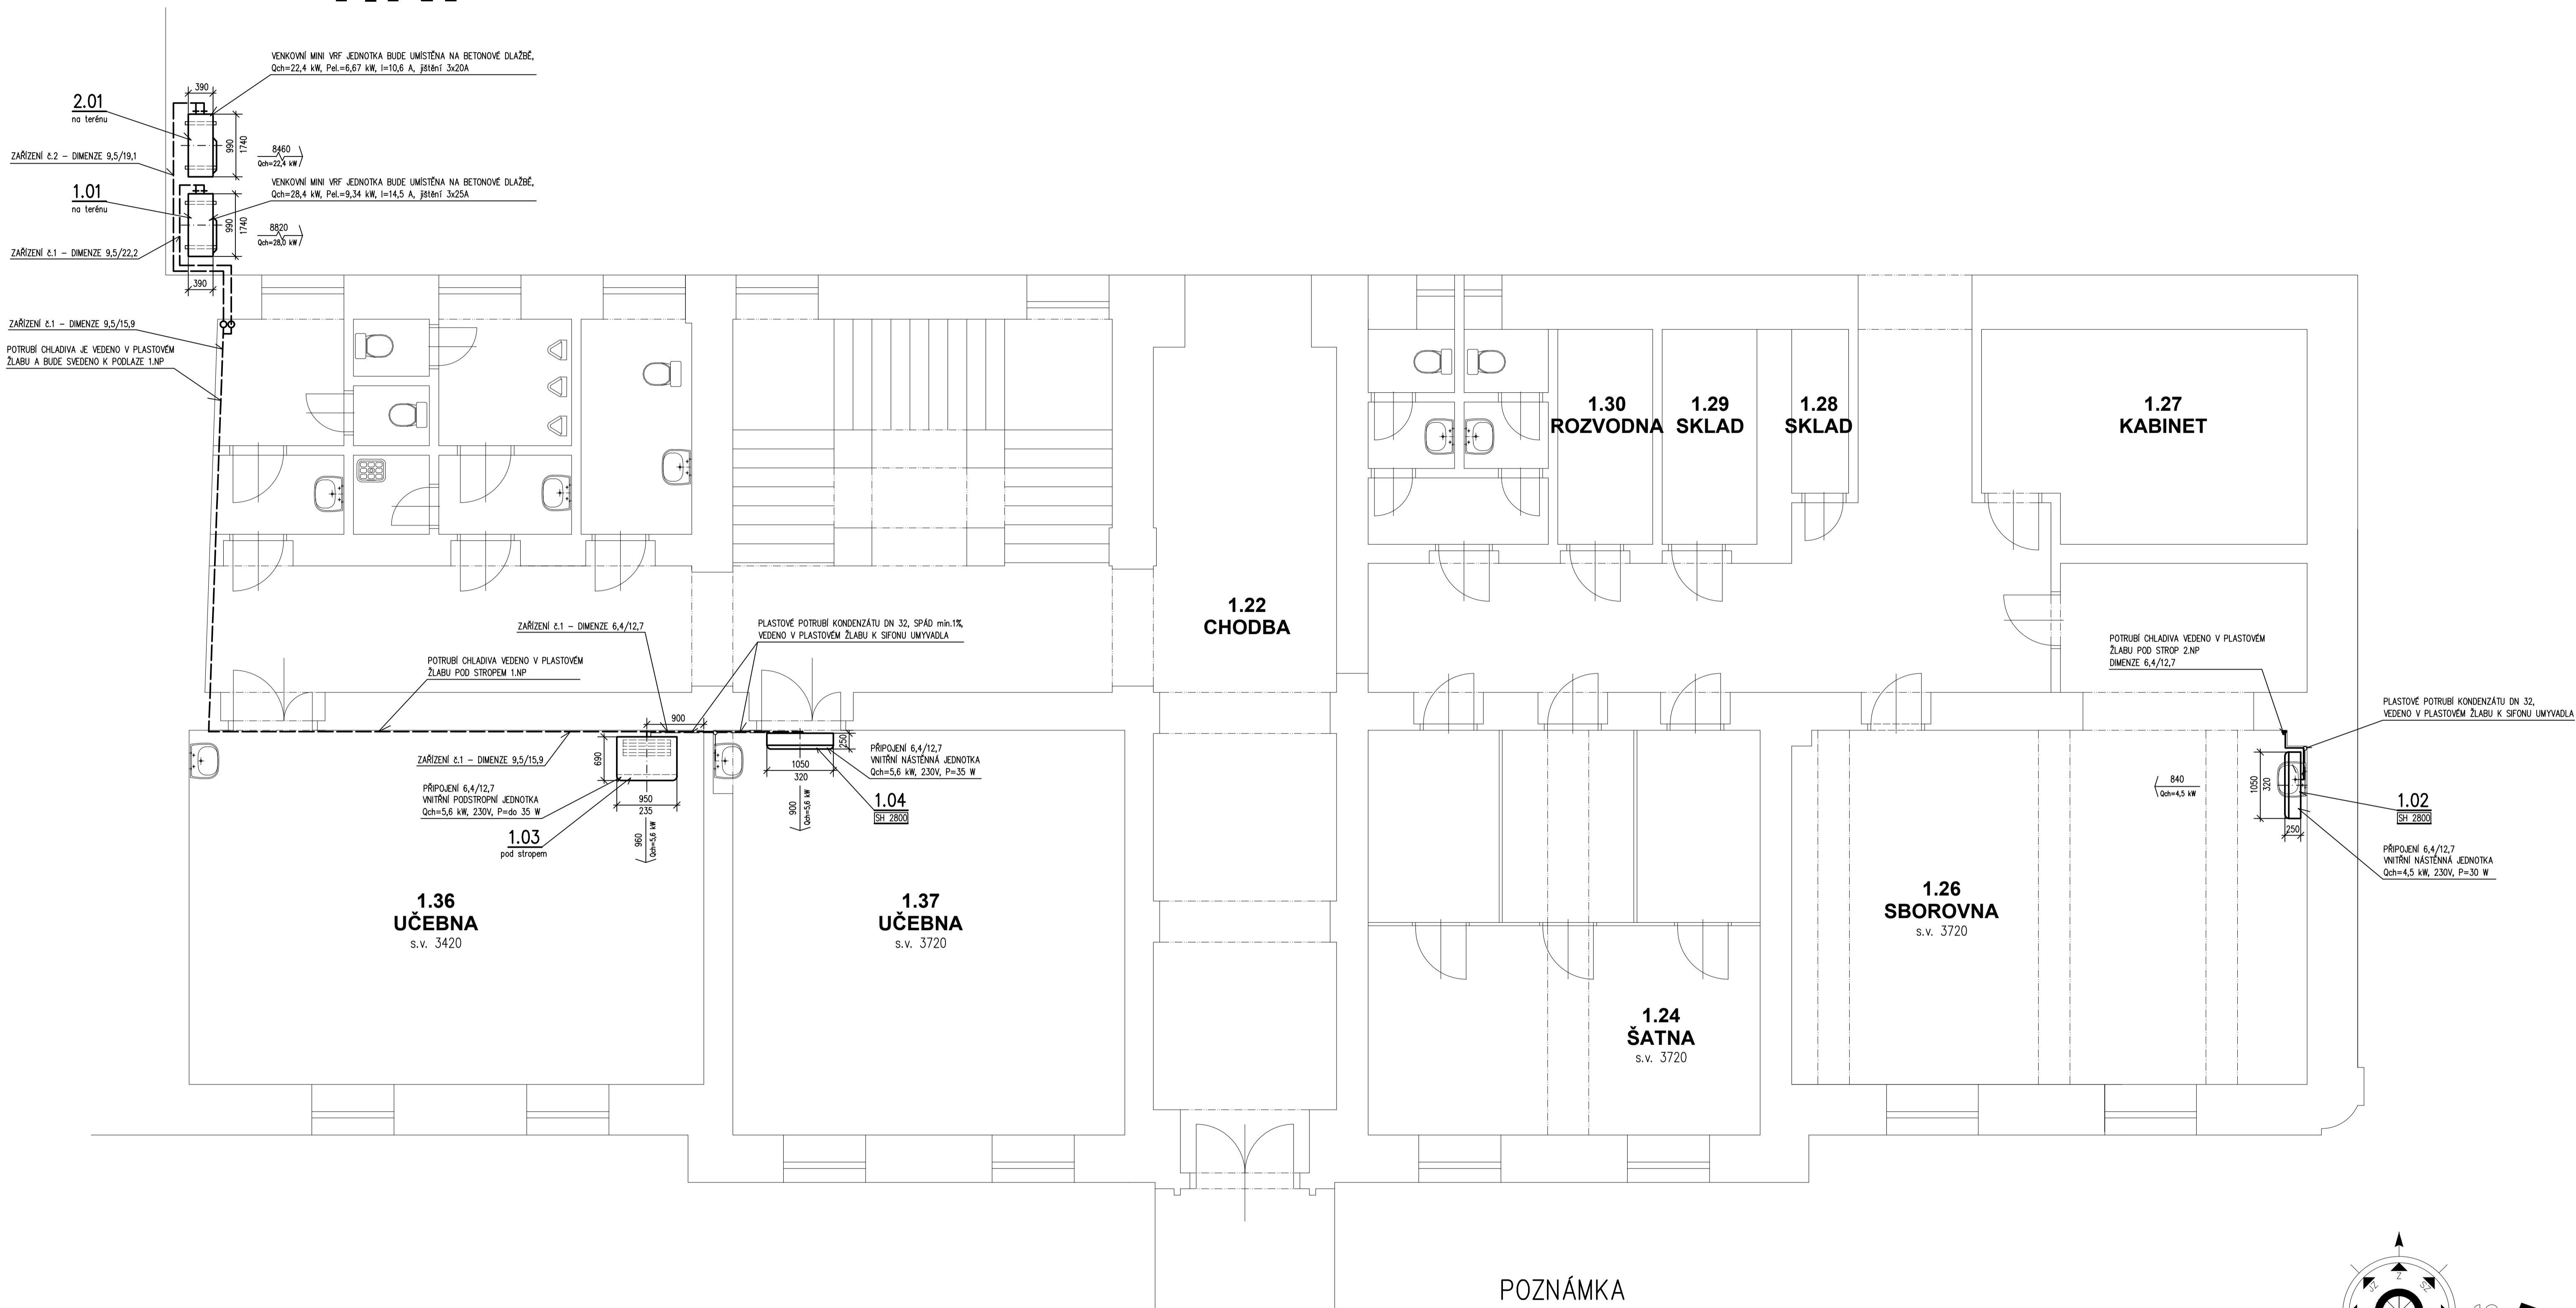 VENKOVNÍ MINI VRF JEDNOTKA BUDE UMÍSTĚNA NA BETONOVÉ DLAŽBĚ,
Qch=22,4 kW, Pel.=6,67 kW, I=10,6 A, jištění 3x20A
390
2.01
na terénu
990
1740
8460
Qch=22,4 kW
ZAŘÍZENÍ č.2 – DIMENZE 9,5/19,1
VENKOVNÍ MINI VRF JEDNOTKA BUDE UMÍSTĚNA NA BETONOVÉ DLAŽBĚ,
Qch=28,4 kW, Pel.=9,34 kW, I=14,5 A, jištění 3x25A
1.01
na terénu
990
1740
8820
Qch=28,0 kW
ZAŘÍZENÍ č.1 – DIMENZE 9,5/22,2
390
ZAŘÍZENÍ č.1 – DIMENZE 9,5/15,9
POTRUBÍ CHLADIVA JE VEDENO V PLASTOVÉM
ŽLABU A BUDE SVEDENO K PODLAZE 1.NP
1.30
ROZVODNA
1.29
SKLAD
1.28
SKLAD
1.27
KABINET
1.22
CHODBA
ZAŘÍZENÍ č.1 – DIMENZE 6,4/12,7
PLASTOVÉ POTRUBÍ KONDENZÁTU DN 32, SPÁD min.1%,
VEDENO V PLASTOVÉM ŽLABU K SIFONU UMYVADLA
POTRUBÍ CHLADIVA VEDENO V PLASTOVÉM
ŽLABU POD STROPEM 1.NP
POTRUBÍ CHLADIVA VEDENO V PLASTOVÉM
ŽLABU POD STROP 2.NP
DIMENZE 6,4/12,7
PLASTOVÉ POTRUBÍ KONDENZÁTU DN 32,
VEDENO V PLASTOVÉM ŽLABU K SIFONU UMYVADLA
900
690
250
ZAŘÍZENÍ č.1 – DIMENZE 9,5/15,9
PŘIPOJENÍ 6,4/12,7
VNITŘNÍ PODSTROPNÍ JEDNOTKA
Qch=5,6 kW, 230V, P=do 35 W
950
235
1.03
pod stropem
960
Qch=5,6 kW
1050
320
PŘIPOJENÍ 6,4/12,7
VNITŘNÍ NÁSTĚNNÁ JEDNOTKA
Qch=5,6 kW, 230V, P=35 W
1.04
SH 2800
900
Qch=5,6 kW
840
Qch=4,5 kW
1050
320
250
1.02
SH 2800
PŘIPOJENÍ 6,4/12,7
VNITŘNÍ NÁSTĚNNÁ JEDNOTKA
Qch=4,5 kW, 230V, P=30 W
1.36
UČEBNA
s.v. 3420
1.37
UČEBNA
s.v. 3720
1.26
SBOROVNA
s.v. 3720
1.24
ŠATNA
s.v. 3720
POZNÁMKA
JZ
Z
SZ